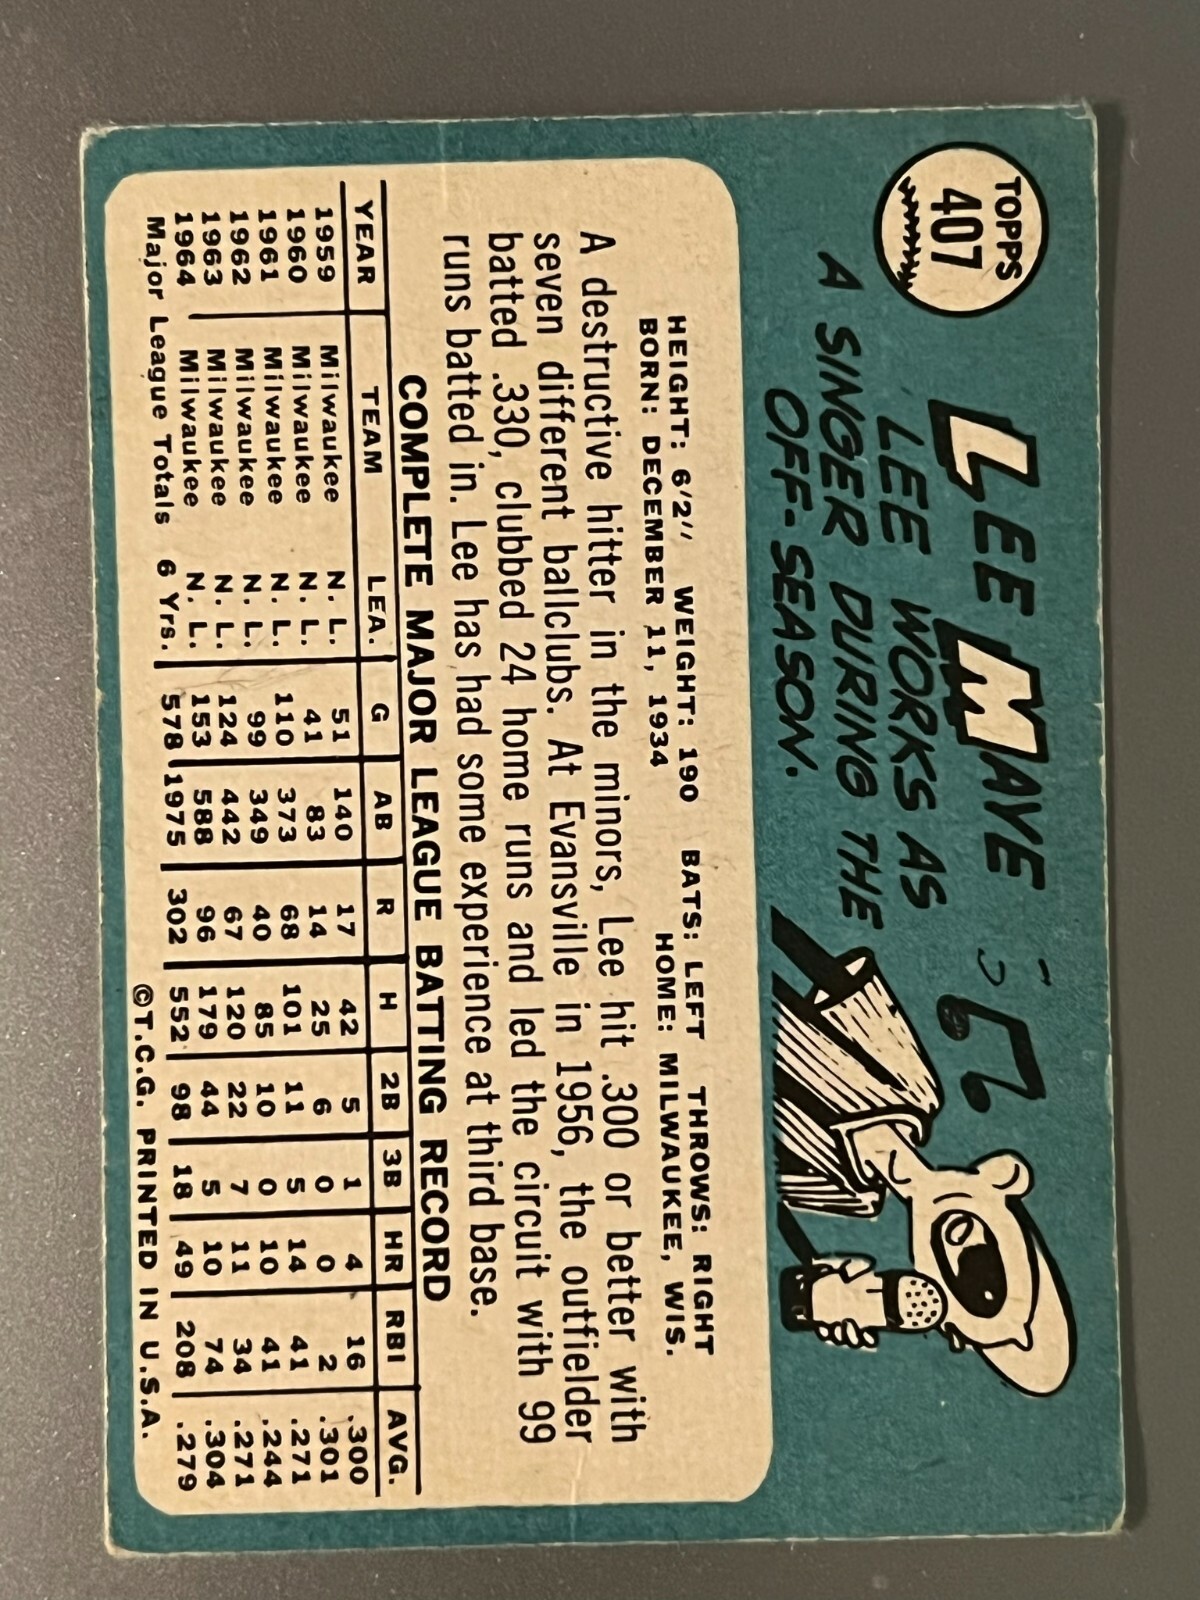 TOPPS
407
LEE MAYE
LEE WORKS AS
A SINGER DURING THE
OFF-SEASON.
HEIGHT: 6'2" WEIGHT: 190 BATS: LEFT THROWS: RIGHT
BORN: DECEMBER 11, 1934 HOME: MILWAUKEE, WIS.
A destructive hitter in the minors, Lee hit .300 or better with
seven different ballclubs. At Evansville in 1956, the outfielder
batted .330, clubbed 24 home runs and led the circuit with 99
runs batted in. Lee has had some experience at third base.
COMPLETE MAJOR LEAGUE BATTING RECORD
YEAR TEAM LEA. G AB R H 2B 3B HR RBI AVG.
1959 Milwaukee N. L. 51 140 17 42 5 1 4 16 .300
1960 Milwaukee N. L. 41 83 14 25 6 0 0 2 .301
1961 Milwaukee N. L. 110 373 68 101 11 5 14 41 .271
1962 Milwaukee N. L. 99 349 40 85 10 0 10 41 .244
1963 Milwaukee N. L. 124 442 67 120 22 7 11 34 .271
1964 Milwaukee N. L. 153 588 96 179 44 5 10 74 .304
Major League Totals 6 Yrs. 578 1975 302 552 98 18 49 208 .279
©T.C.G. PRINTED IN U.S.A.